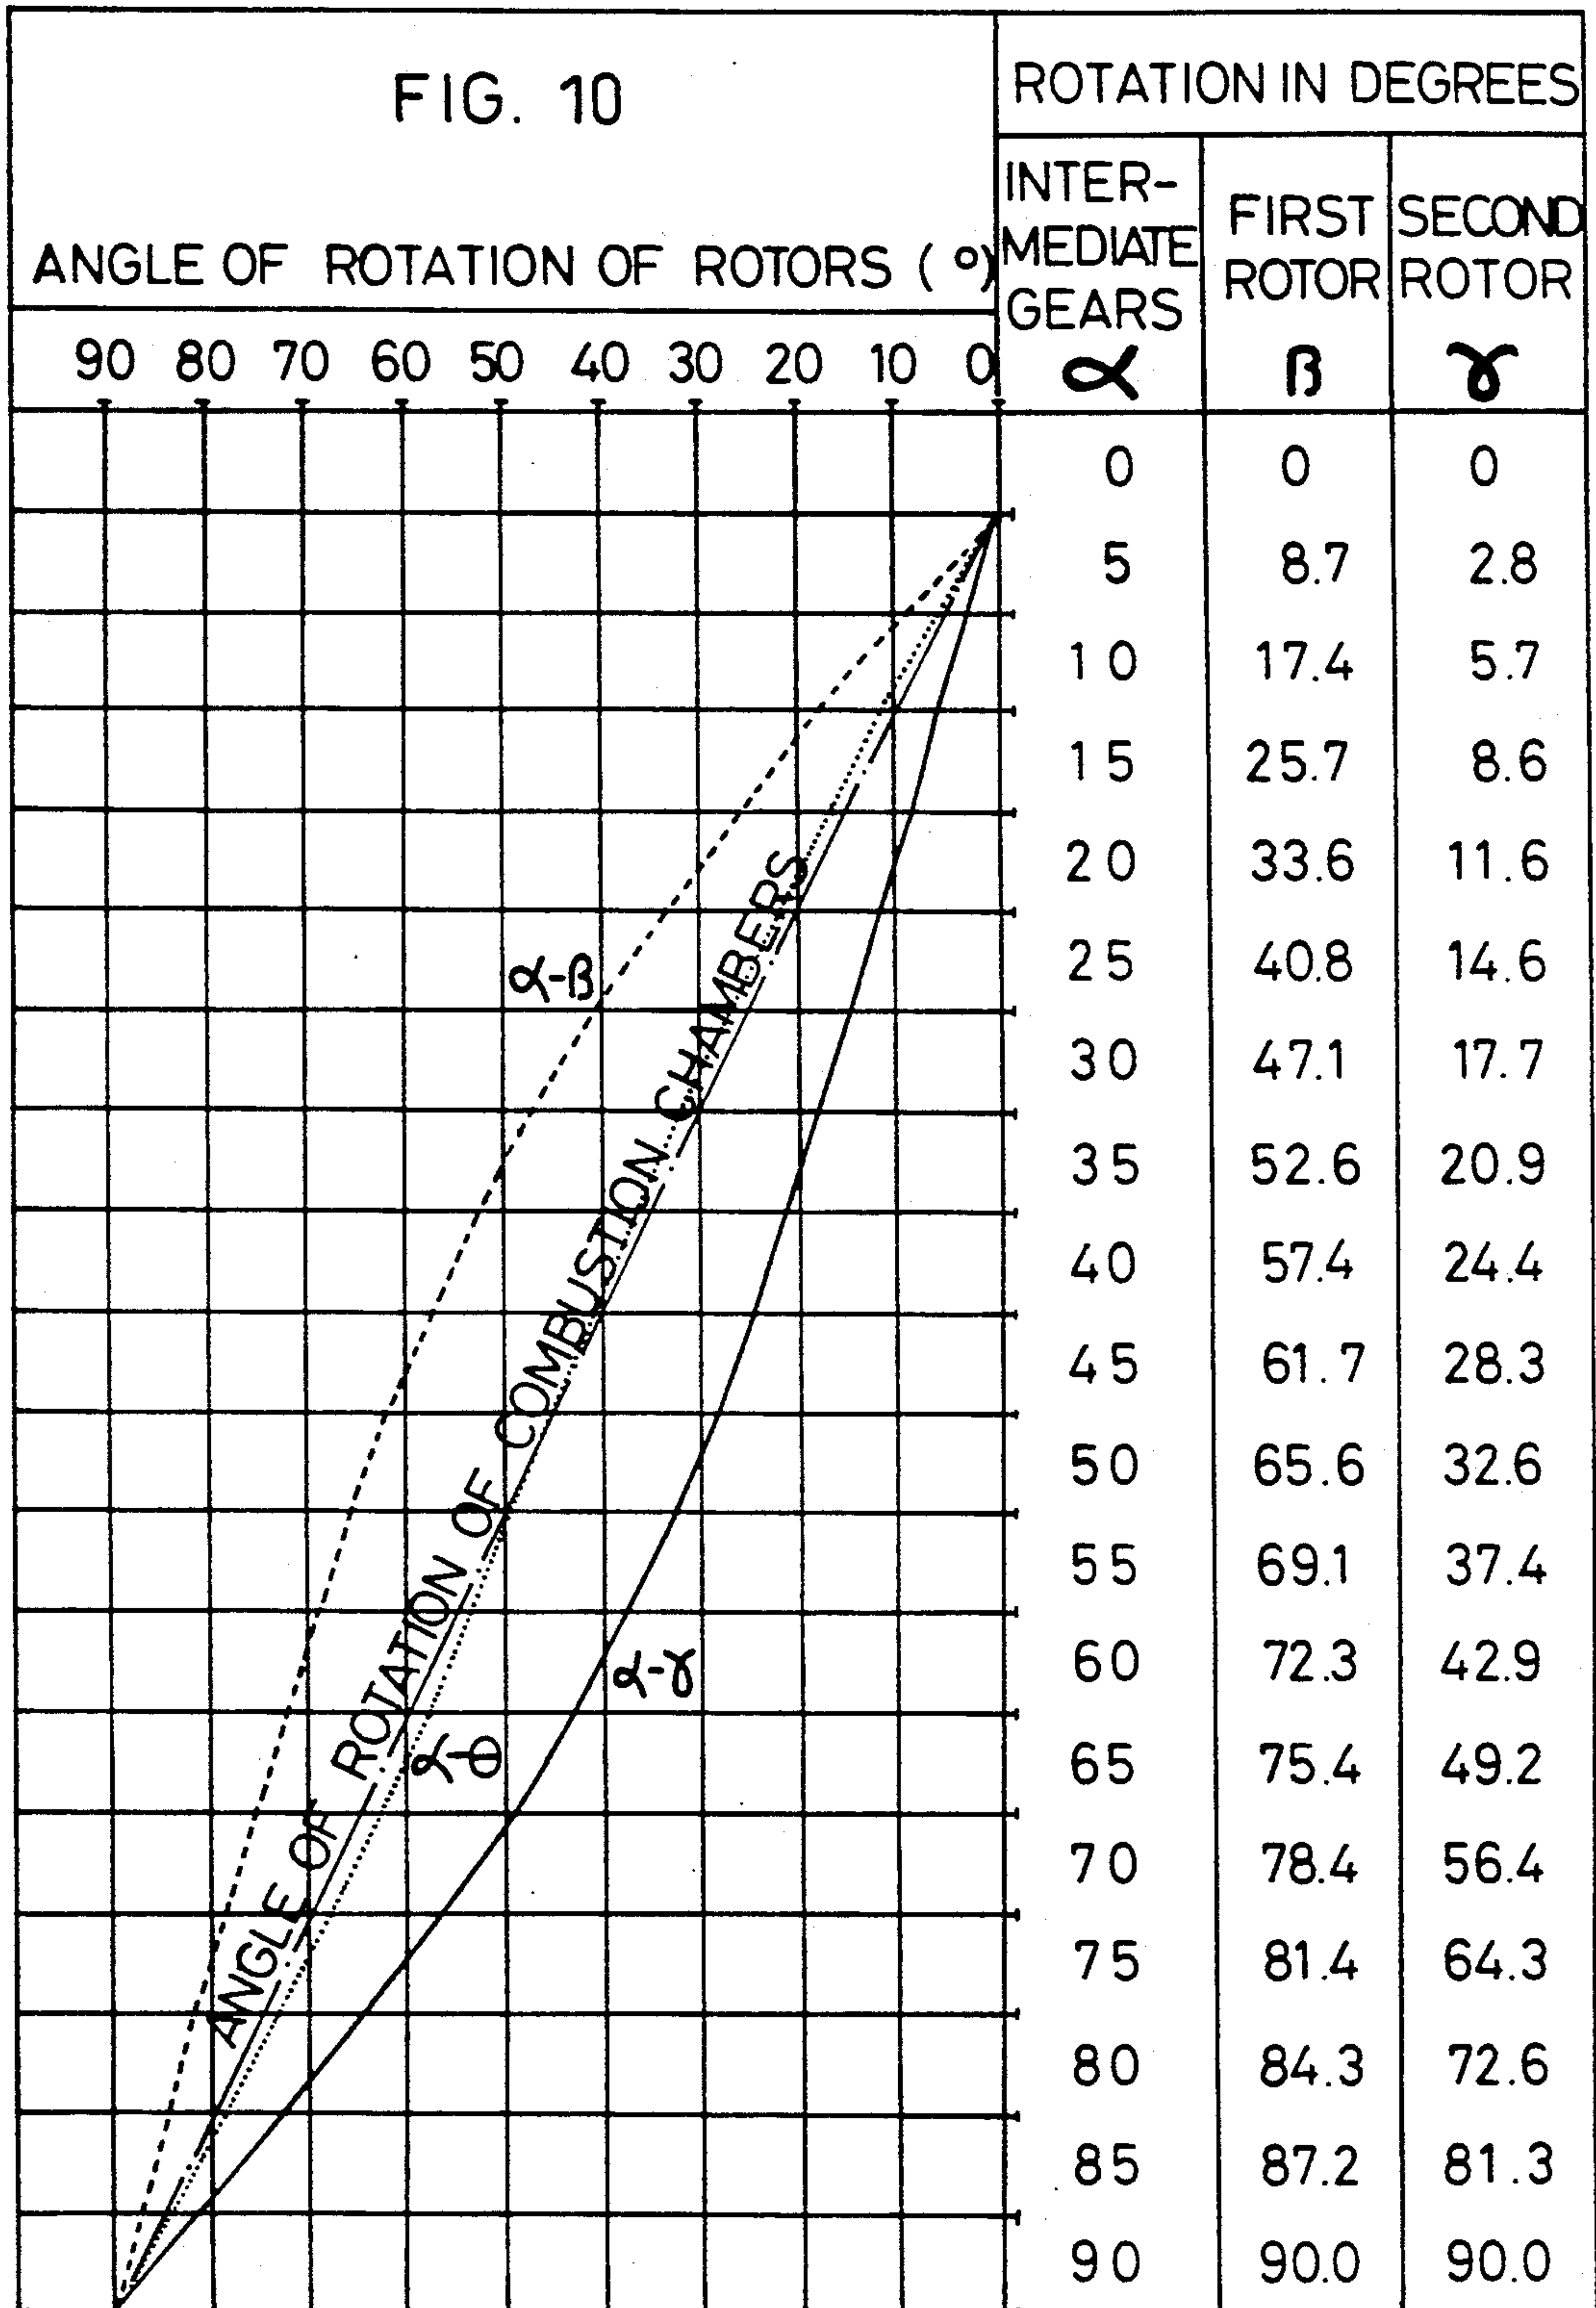 FIG. 10
ANGLE OF ROTATION OF ROTORS (°)
90 80 70 60 50 40 30 20 10 0
ROTATION IN DEGREES
INTER-
MEDIATE
GEARS
α
FIRST
ROTOR
β
SECOND
ROTOR
γ
0 0 0
5 8.7 2.8
10 17.4 5.7
15 25.7 8.6
20 33.6 11.6
25 40.8 14.6
30 47.1 17.7
35 52.6 20.9
40 57.4 24.4
45 61.7 28.3
50 65.6 32.6
55 69.1 37.4
60 72.3 42.9
65 75.4 49.2
70 78.4 56.4
75 81.4 64.3
80 84.3 72.6
85 87.2 81.3
90 90.0 90.0
α-β
ANGLE OF ROTATION OF COMBUSTION CHAMBERS
α-γ